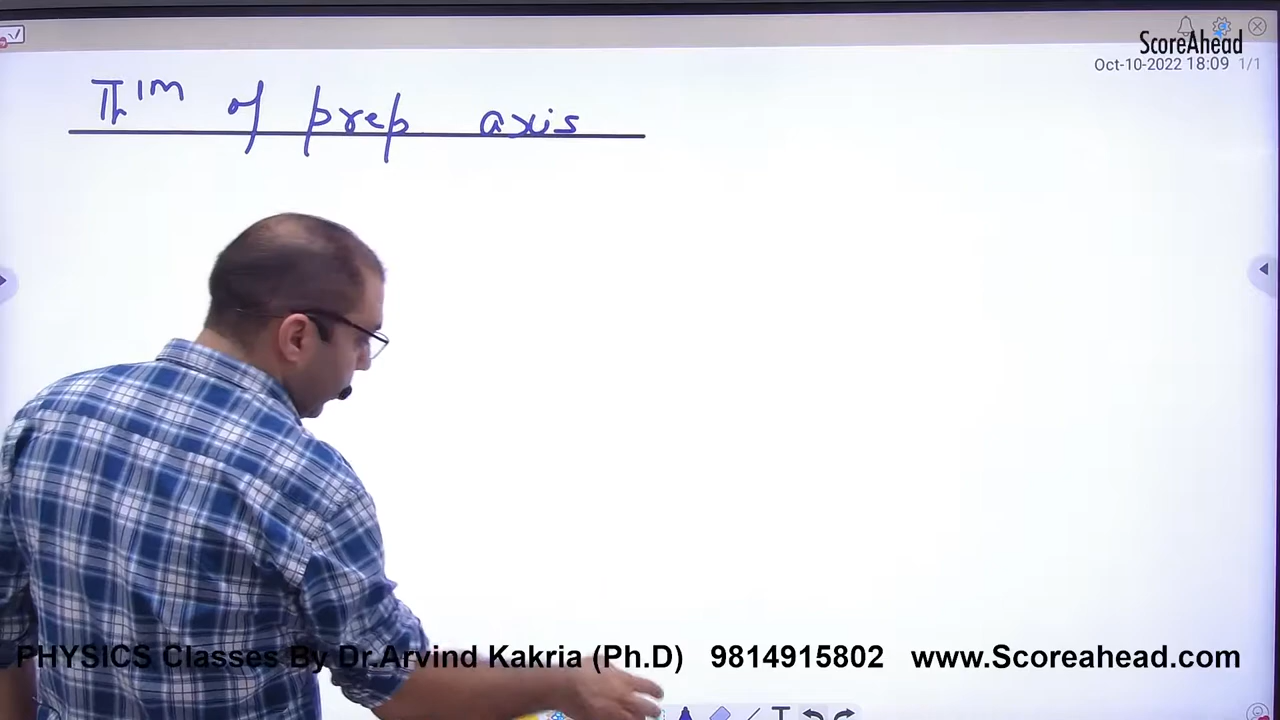 ScoreAhead
Oct-10-2022 18:09 1/1
Th^m of prep axis
PHYSICS Classes By Dr.Arvind Kakria (Ph.D) 9814915802 www.Scoreahead.com